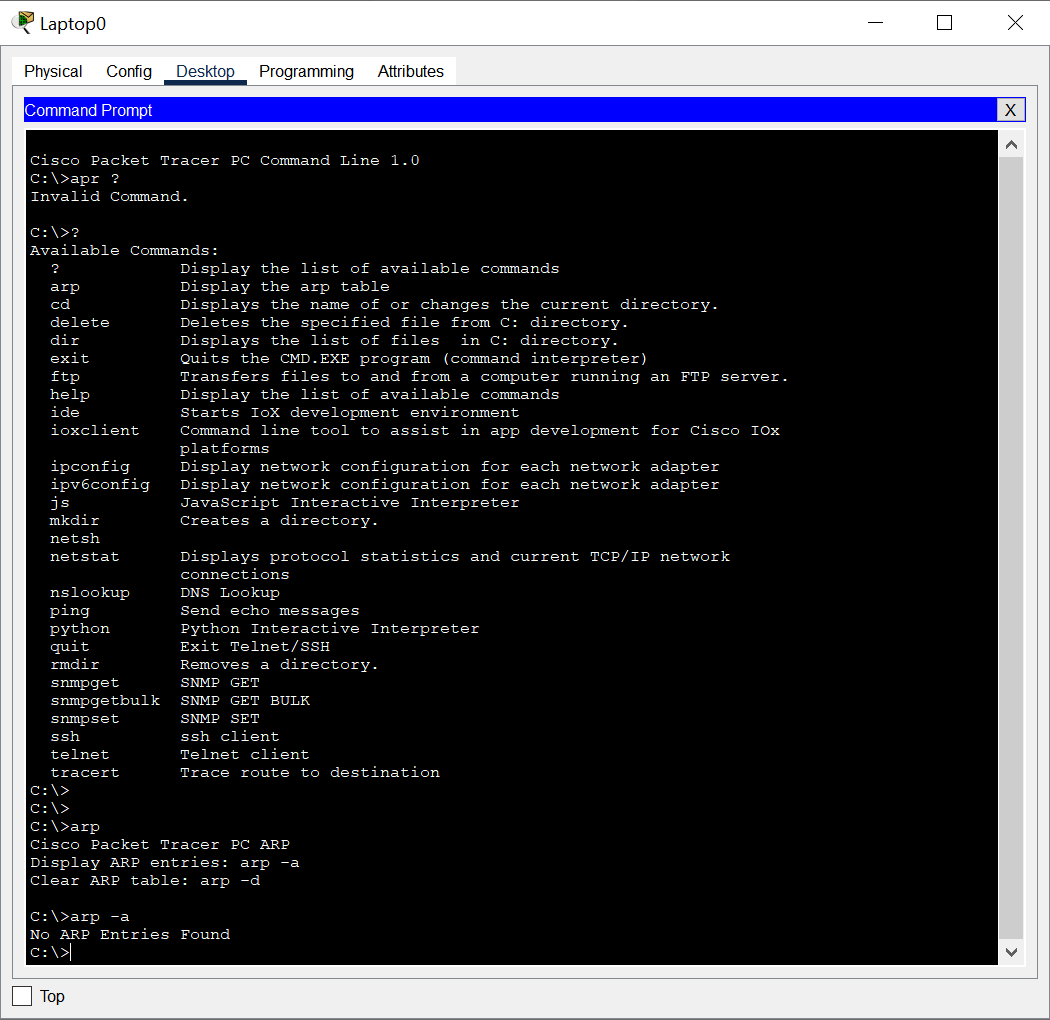 Laptop0
Physical Config Desktop Programming Attributes
Command Prompt X
Cisco Packet Tracer PC Command Line 1.0
C:\>apr ?
Invalid Command.
C:\>?
Available Commands:
? Display the list of available commands
arp Display the arp table
cd Displays the name of or changes the current directory.
delete Deletes the specified file from C: directory.
dir Displays the list of files  in C: directory.
exit Quits the CMD.EXE program (command interpreter)
ftp Transfers files to and from a computer running an FTP server.
help Display the list of available commands
ide Starts IoX development environment
ioxclient Command line tool to assist in app development for Cisco IOx
platforms
ipconfig Display network configuration for each network adapter
ipv6config Display network configuration for each network adapter
js JavaScript Interactive Interpreter
mkdir Creates a directory.
netsh
netstat Displays protocol statistics and current TCP/IP network
connections
nslookup DNS Lookup
ping Send echo messages
python Python Interactive Interpreter
quit Exit Telnet/SSH
rmdir Removes a directory.
snmpget SNMP GET
snmpgetbulk SNMP GET BULK
snmpset SNMP SET
ssh ssh client
telnet Telnet client
tracert Trace route to destination
C:\>
C:\>
C:\>arp
Cisco Packet Tracer PC ARP
Display ARP entries: arp -a
Clear ARP table: arp -d
C:\>arp -a
No ARP Entries Found
C:\>
Top